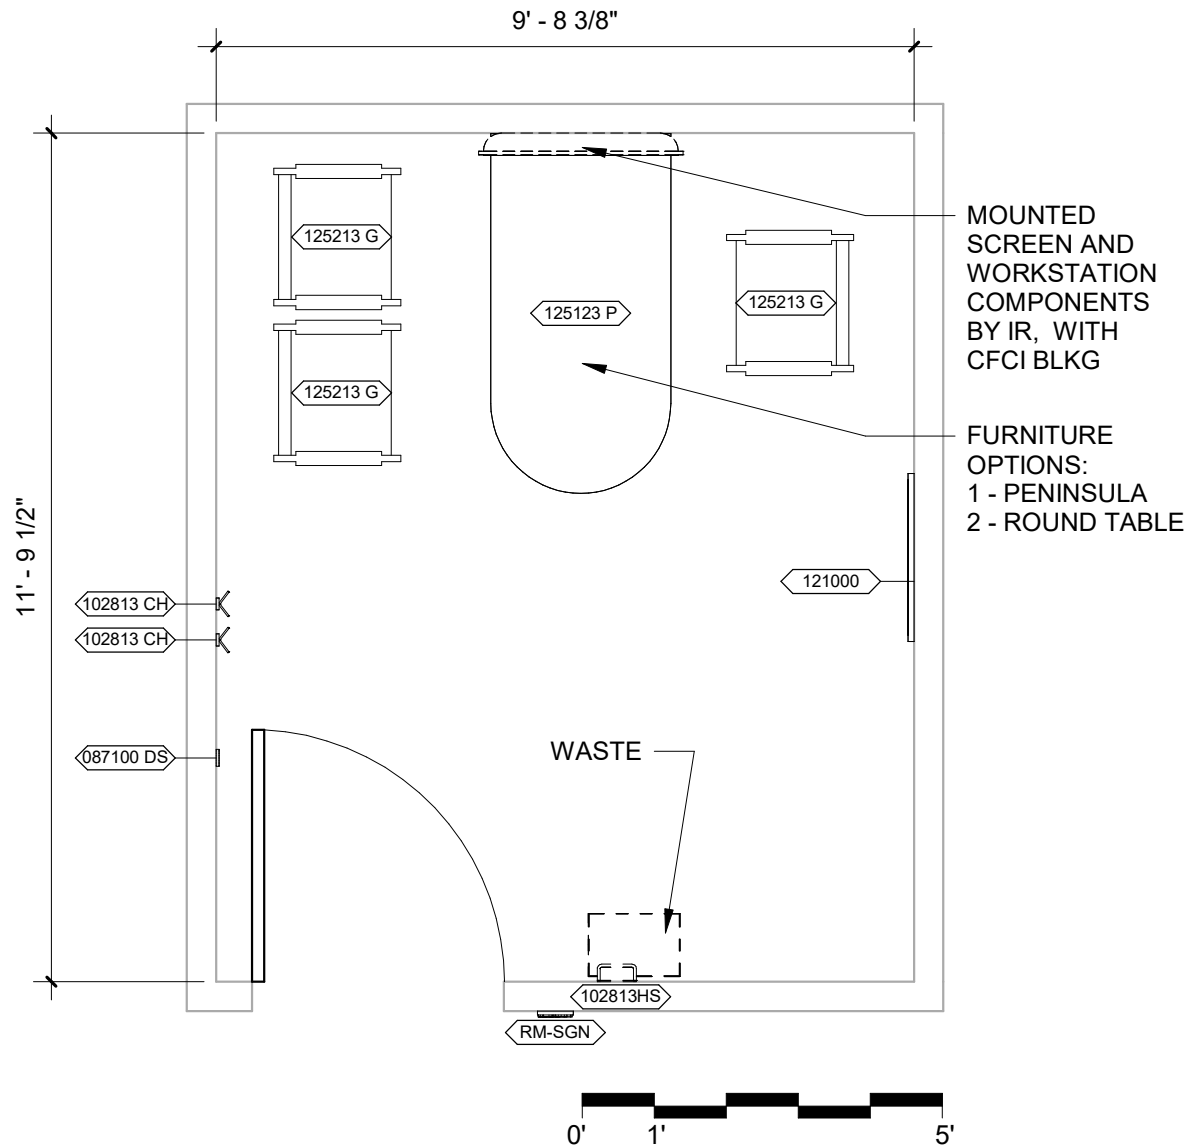 9' - 8 3/8"
11' - 9 1/2"
125213 G
125213 G
125123 P
125213 G
MOUNTED
SCREEN AND
WORKSTATION
COMPONENTS
BY IR,  WITH
CFCI BLKG
FURNITURE
OPTIONS:
1 - PENINSULA
2 - ROUND TABLE
121000
102813 CH
102813 CH
087100 DS
WASTE
102813HS
RM-SGN
0' 1' 5'